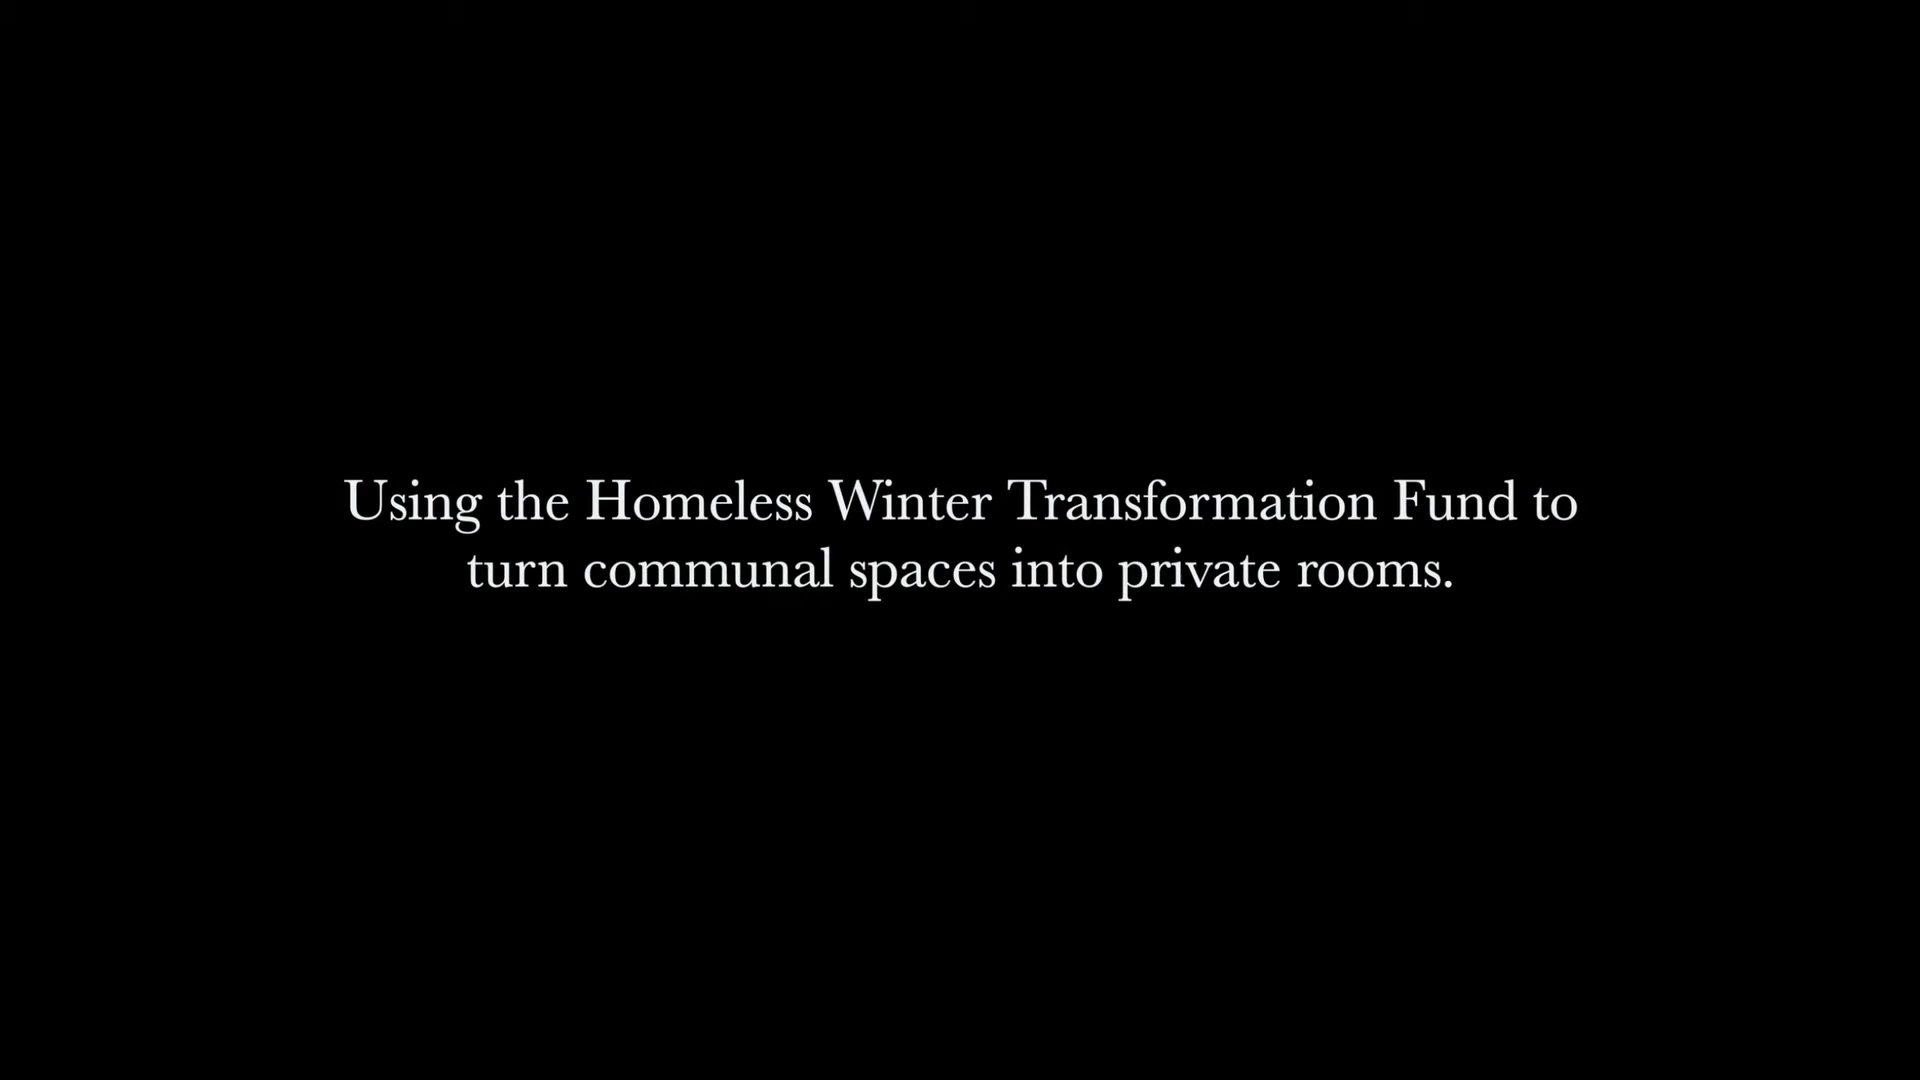 Using the Homeless Winter Transformation Fund to
turn communal spaces into private rooms.